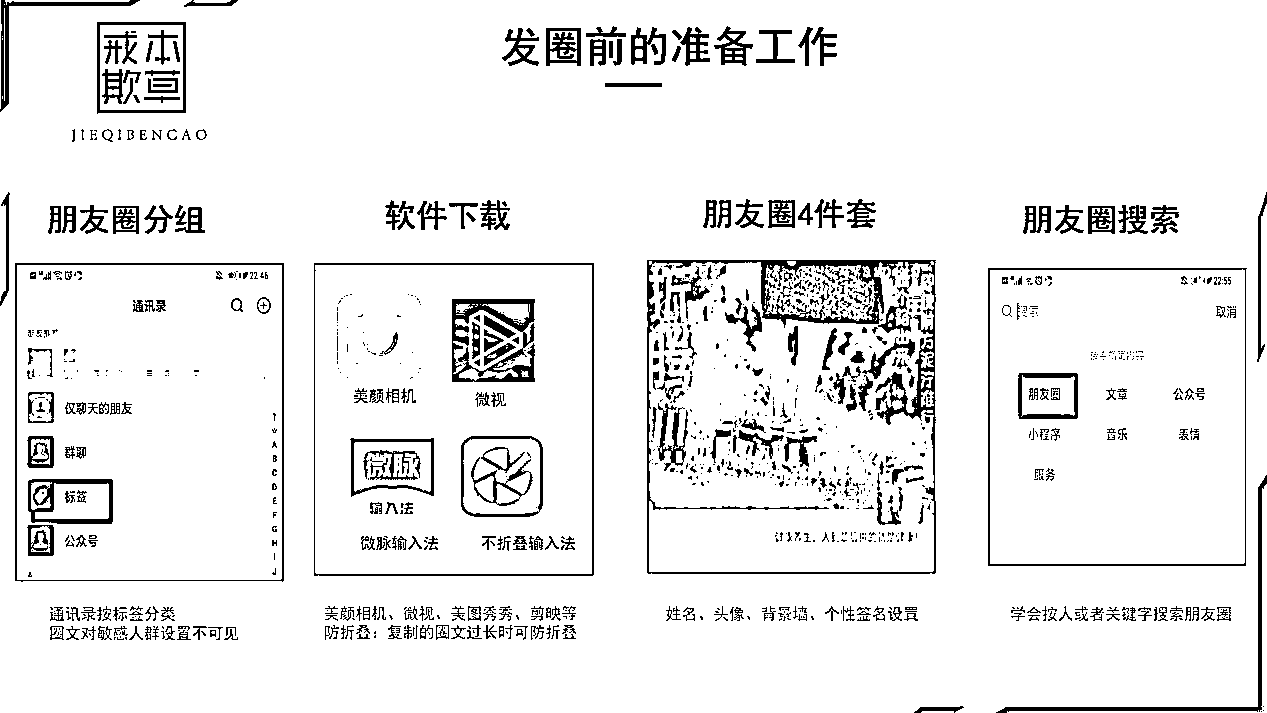 戒本
欺草
JIEQIBENCAO
发圈前的准备工作
朋友圈分组
22:46
通讯录
仅聊天的朋友
群聊
标签
公众号
A
B
C
D
E
F
G
H
I
J
通讯录按标签分类
图文对敏感人群设置不可见
软件下载
美颜相机
微视
微脉
输入法
微脉输入法
不折叠输入法
美颜相机、微视、美图秀秀、剪映等
防折叠：复制的图文过长时可防折叠
朋友圈4件套
姓名、头像、背景墙、个性签名设置
朋友圈搜索
22:55
搜索
取消
朋友圈
文章
公众号
小程序
音乐
表情
服务
学会按人或者关键字搜索朋友圈